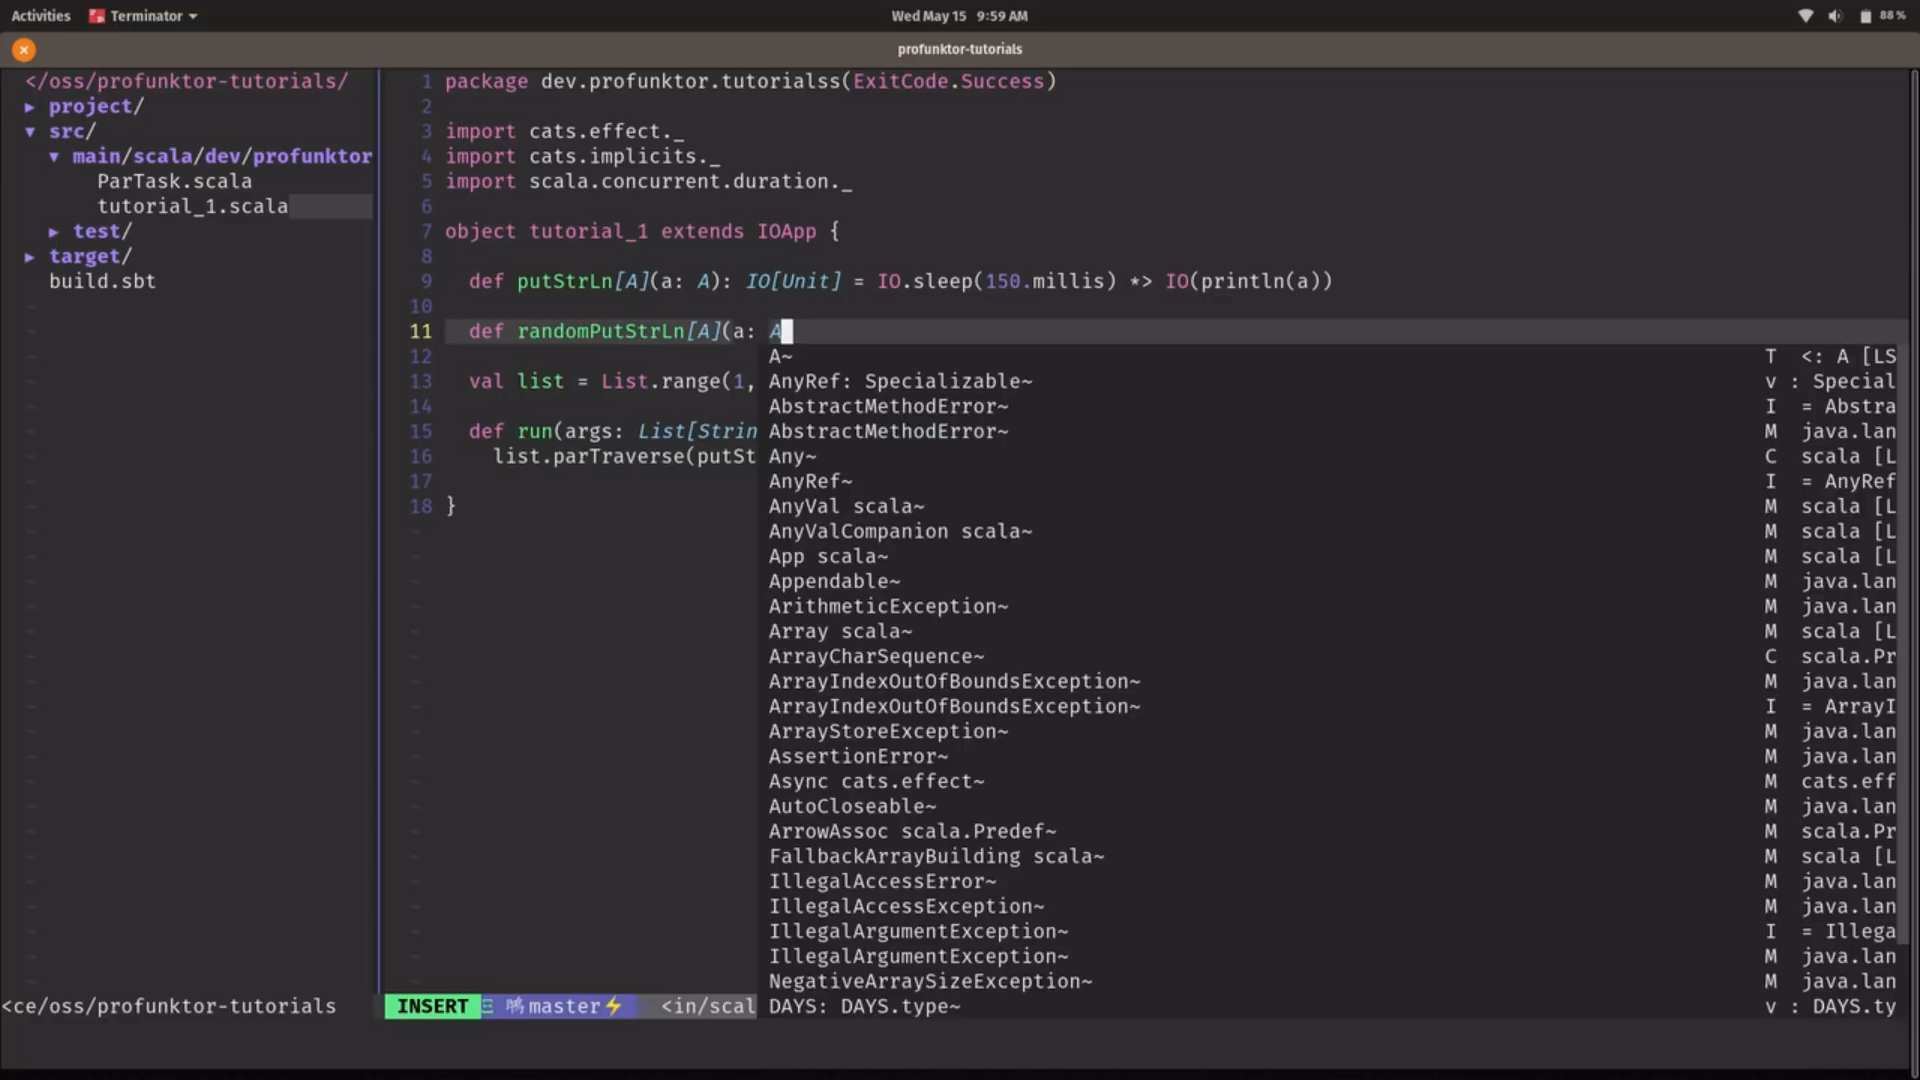 Activities Terminator Wed May 15 9:59 AM 88 %
profunktor-tutorials
</oss/profunktor-tutorials/
▸ project/
▾ src/
▾ main/scala/dev/profunktor
ParTask.scala
tutorial_1.scala
▸ test/
▸ target/
build.sbt
1 package dev.profunktor.tutorialss(ExitCode.Success)
2
3 import cats.effect._
4 import cats.implicits._
5 import scala.concurrent.duration._
6
7 object tutorial_1 extends IOApp {
8
9 def putStrLn[A](a: A): IO[Unit] = IO.sleep(150.millis) *> IO(println(a))
10
11 def randomPutStrLn[A](a: A
12
13 val list = List.range(1,
14
15 def run(args: List[Strin
16 list.parTraverse(putSt
17
18 }
A~ T <: A [LS
AnyRef: Specializable~ v : Special
AbstractMethodError~ I = Abstra
AbstractMethodError~ M java.lan
Any~ C scala [L
AnyRef~ I = AnyRef
AnyVal scala~ M scala [L
AnyValCompanion scala~ M scala [L
App scala~ M scala [L
Appendable~ M java.lan
ArithmeticException~ M java.lan
Array scala~ M scala [L
ArrayCharSequence~ C scala.Pr
ArrayIndexOutOfBoundsException~ M java.lan
ArrayIndexOutOfBoundsException~ I = ArrayI
ArrayStoreException~ M java.lan
AssertionError~ M java.lan
Async cats.effect~ M cats.eff
AutoCloseable~ M java.lan
ArrowAssoc scala.Predef~ M scala.Pr
FallbackArrayBuilding scala~ M scala [L
IllegalAccessError~ M java.lan
IllegalAccessException~ M java.lan
IllegalArgumentException~ I = Illega
IllegalArgumentException~ M java.lan
NegativeArraySizeException~ M java.lan
DAYS: DAYS.type~ v : DAYS.ty
<ce/oss/profunktor-tutorials INSERT master⚡ <in/scal